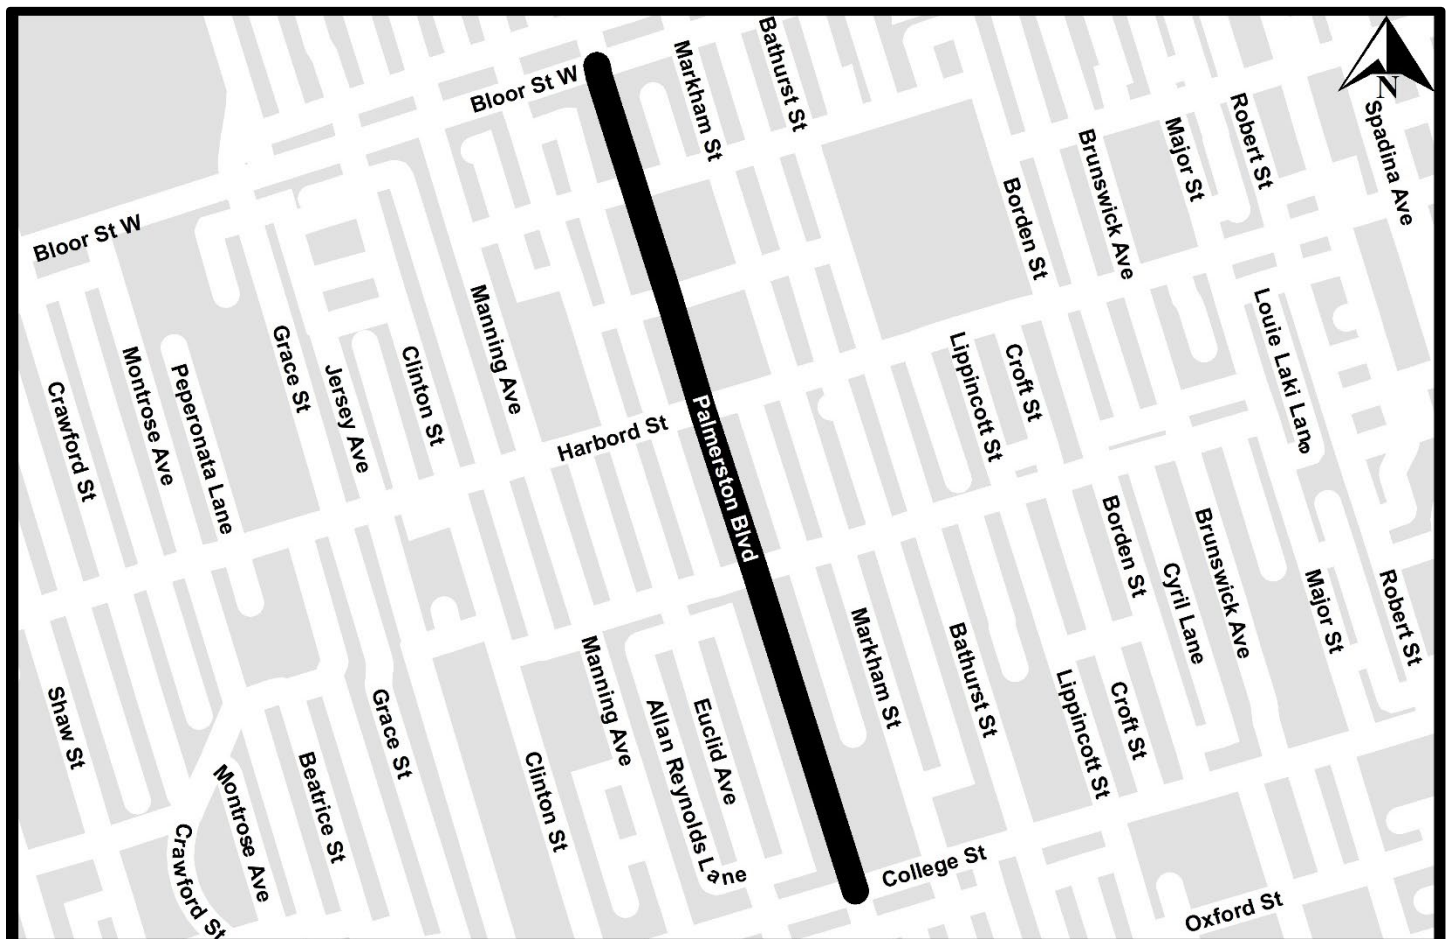 Bloor St W
Markham St
Bathurst St
N
Spadina Ave
Robert St
Major St
Brunswick Ave
Borden St
Bloor St W
Manning Ave
Louie Laki Lane
Grace St
Crawford St
Montrose Ave
Peperonata Lane
Jersey Ave
Clinton St
Lippincott St
Croft St
Harbord St
Palmerston Blvd
Borden St
Brunswick Ave
Cyril Lane
Major St
Robert St
Markham St
Bathurst St
Manning Ave
Allan Reynolds Lane
Euclid Ave
Lippincott St
Croft St
Shaw St
Grace St
Beatrice St
Clinton St
Montrose Ave
Crawford St
College St
Oxford St